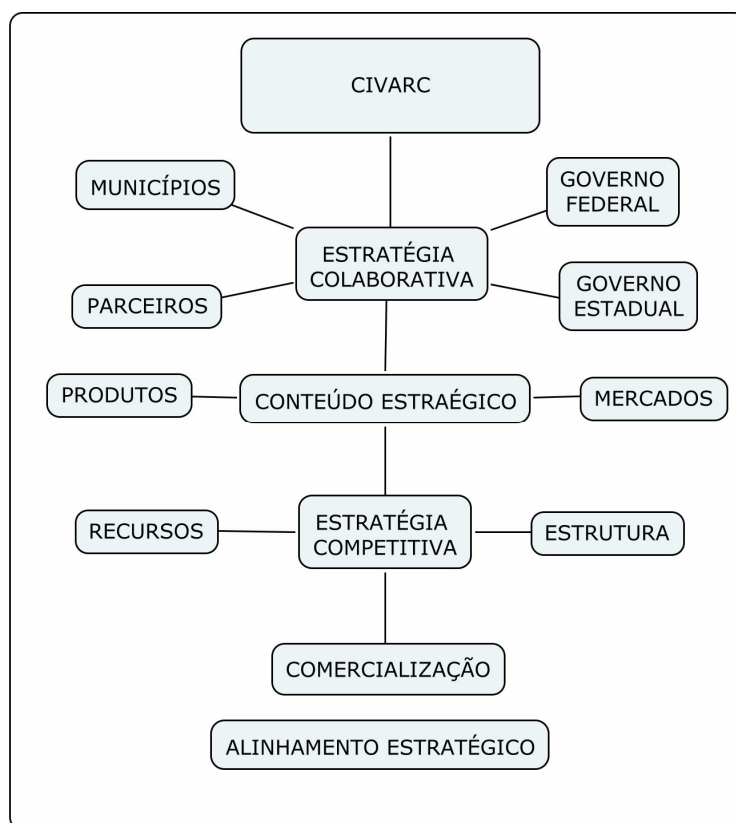 CIVARC
MUNICÍPIOS
GOVERNO
FEDERAL
ESTRATÉGIA
COLABORATIVA
PARCEIROS
GOVERNO
ESTADUAL
PRODUTOS
CONTEÚDO ESTRAÉGICO
MERCADOS
RECURSOS
ESTRATÉGIA
COMPETITIVA
ESTRUTURA
COMERCIALIZAÇÃO
ALINHAMENTO ESTRATÉGICO